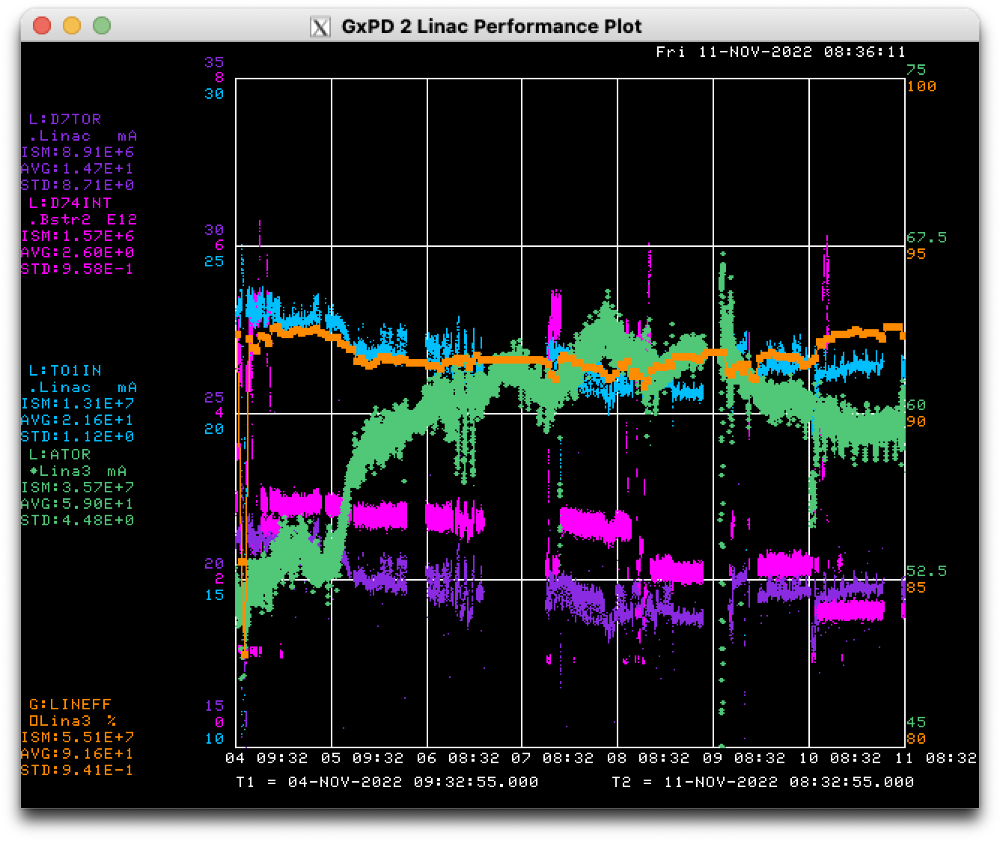 GxPD 2 Linac Performance Plot
Fri 11-NOV-2022 08:36:11
35
8
30
75
100
L:D7TOR
.Linac mA
ISM:8.91E+6
AVG:1.47E+1
STD:8.71E+0
L:D74INT
.Bstr2 E12
ISM:1.57E+6
AVG:2.60E+0
STD:9.58E-1
30
6
25
67.5
95
L:TO1IN
.Linac mA
ISM:1.31E+7
AVG:2.16E+1
STD:1.12E+0
25
4
20
60
90
L:ATOR
Lina3 mA
ISM:3.57E+7
AVG:5.90E+1
STD:4.48E+0
20
2
15
52.5
85
G:LINEFF
Lina3 %
ISM:5.51E+7
AVG:9.16E+1
STD:9.41E-1
15
0
10
45
80
04 09:32 05 09:32 06 08:32 07 08:32 08 08:32 09 08:32 10 08:32 11 08:32
T1 = 04-NOV-2022 09:32:55.000 T2 = 11-NOV-2022 08:32:55.000